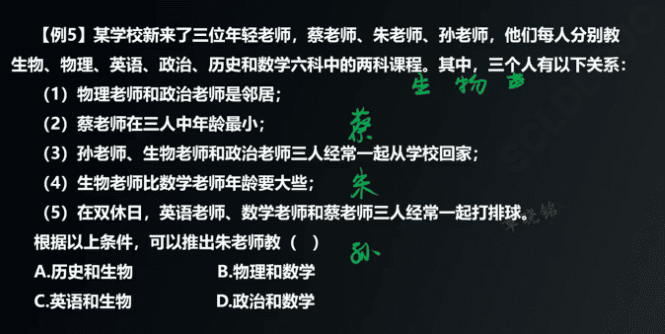 【例5】某学校新来了三位年轻老师，蔡老师、朱老师、孙老师，他们每人分别教
生物、物理、英语、政治、历史和数学六科中的两科课程。其中，三个人有以下关系：
（1）物理老师和政治老师是邻居；
生 物
（2）蔡老师在三人中年龄最小；
蔡
（3）孙老师、生物老师和政治老师三人经常一起从学校回家；
（4）生物老师比数学老师年龄要大些；
朱
（5）在双休日，英语老师、数学老师和蔡老师三人经常一起打排球。
根据以上条件，可以推出朱老师教（ ）
孙
A.历史和生物 B.物理和数学
C.英语和生物 D.政治和数学